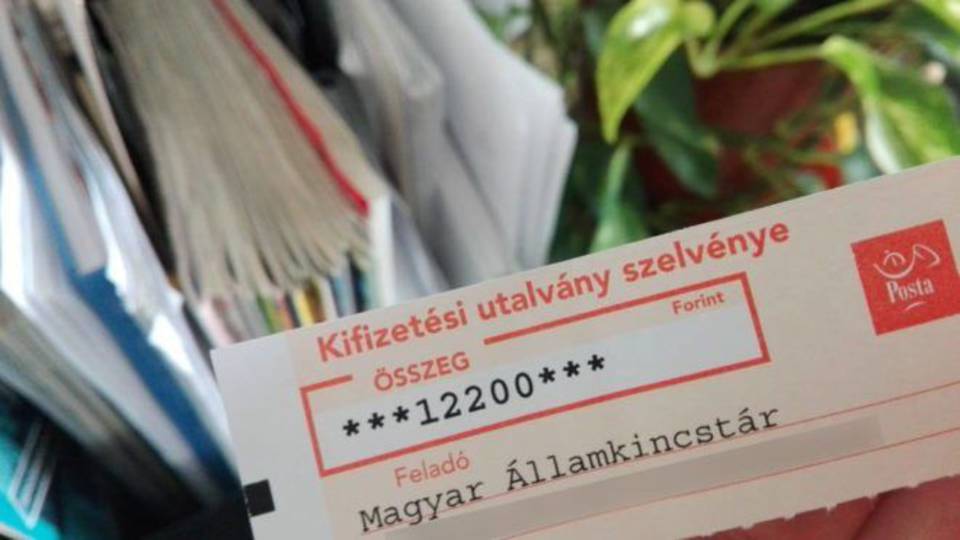 Kifizetési utalvány szelvénye
Posta
ÖSSZEG
Forint
***12200***
Feladó
Magyar Államkincstár